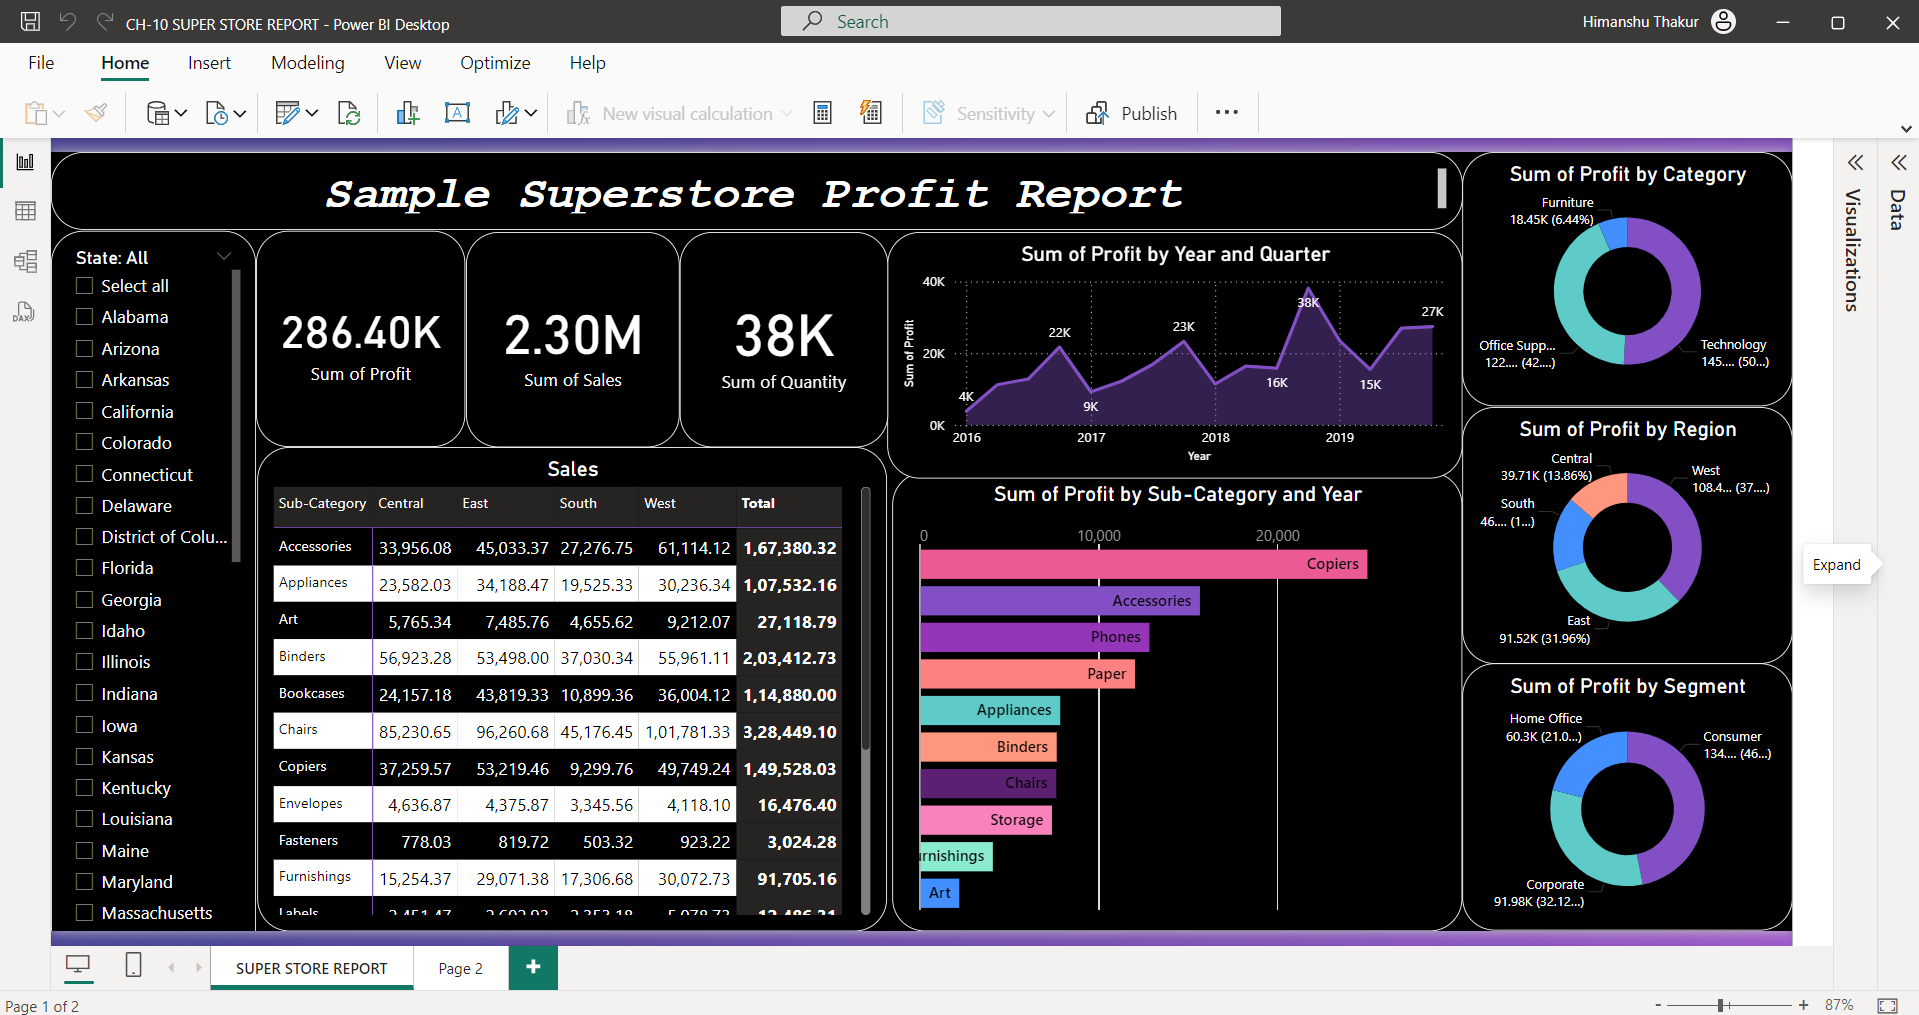 CH-10 SUPER STORE REPORT - Power BI Desktop
Search
Himanshu Thakur
File
Home
Insert
Modeling
View
Optimize
Help
New visual calculation
Sensitivity
Publish
Sample Superstore Profit Report
State: All
Select all
Alabama
Arizona
Arkansas
California
Colorado
Connecticut
Delaware
District of Colu...
Florida
Georgia
Idaho
Illinois
Indiana
Iowa
Kansas
Kentucky
Louisiana
Maine
Maryland
Massachusetts
286.40K
Sum of Profit
2.30M
Sum of Sales
38K
Sum of Quantity
Sales
Sub-Category Central East South West Total
Accessories 33,956.08 45,033.37 27,276.75 61,114.12 1,67,380.32
Appliances 23,582.03 34,188.47 19,525.33 30,236.34 1,07,532.16
Art 5,765.34 7,485.76 4,655.62 9,212.07 27,118.79
Binders 56,923.28 53,498.00 37,030.34 55,961.11 2,03,412.73
Bookcases 24,157.18 43,819.33 10,899.36 36,004.12 1,14,880.00
Chairs 85,230.65 96,260.68 45,176.45 1,01,781.33 3,28,449.10
Copiers 37,259.57 53,219.46 9,299.76 49,749.24 1,49,528.03
Envelopes 4,636.87 4,375.87 3,345.56 4,118.10 16,476.40
Fasteners 778.03 819.72 503.32 923.22 3,024.28
Furnishings 15,254.37 29,071.38 17,306.68 30,072.73 91,705.16
Labels
Sum of Profit by Year and Quarter
Sum of Profit
40K
20K
0K
4K
22K
9K
23K
16K
38K
15K
27K
2016
2017
2018
2019
Year
Sum of Profit by Sub-Category and Year
0
10,000
20,000
Copiers
Accessories
Phones
Paper
Appliances
Binders
Chairs
Storage
urnishings
Art
Sum of Profit by Category
Furniture
18.45K (6.44%)
Office Supp...
122.... (42....)
Technology
145.... (50...)
Sum of Profit by Region
Central
39.71K (13.86%)
West
108.4... (37....)
South
46.... (1...)
East
91.52K (31.96%)
Sum of Profit by Segment
Home Office
60.3K (21.0...)
Consumer
134.... (46...)
Corporate
91.98K (32.12...)
Visualizations
Data
Expand
DAX
SUPER STORE REPORT
Page 2
Page 1 of 2
87%